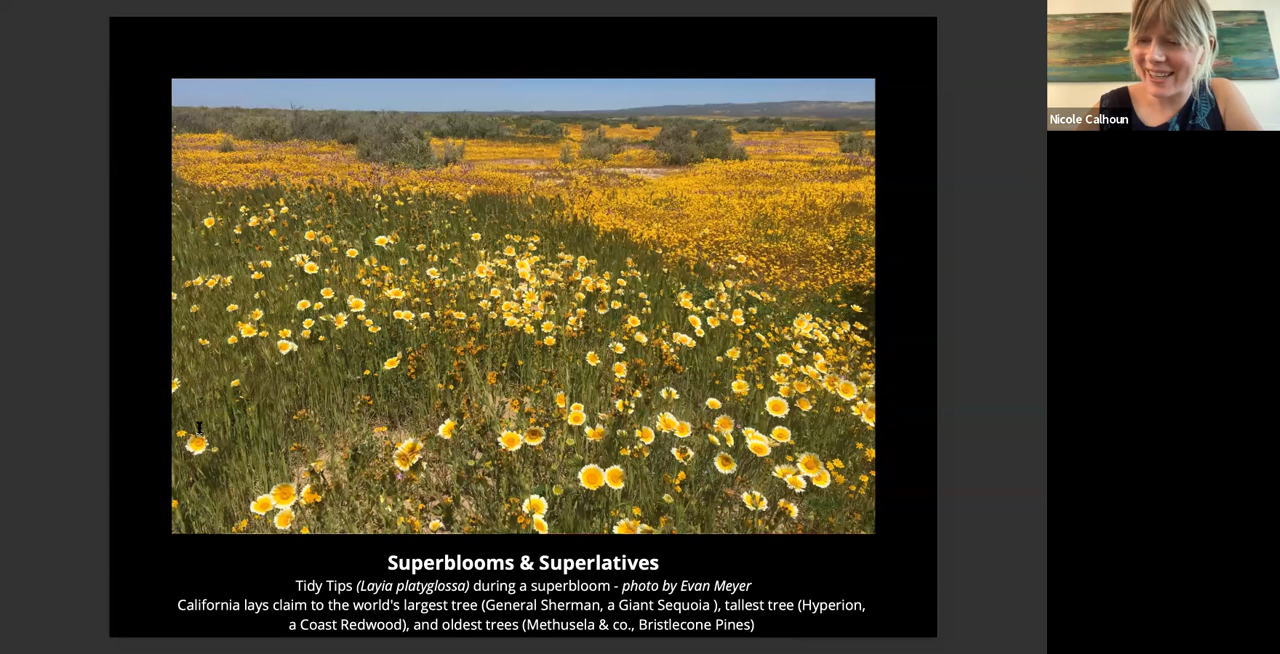 Nicole Calhoun
Superblooms & Superlatives
Tidy Tips (Layia platyglossa) during a superbloom - photo by Evan Meyer
California lays claim to the world's largest tree (General Sherman, a Giant Sequoia ), tallest tree (Hyperion,
a Coast Redwood), and oldest trees (Methusela & co., Bristlecone Pines)